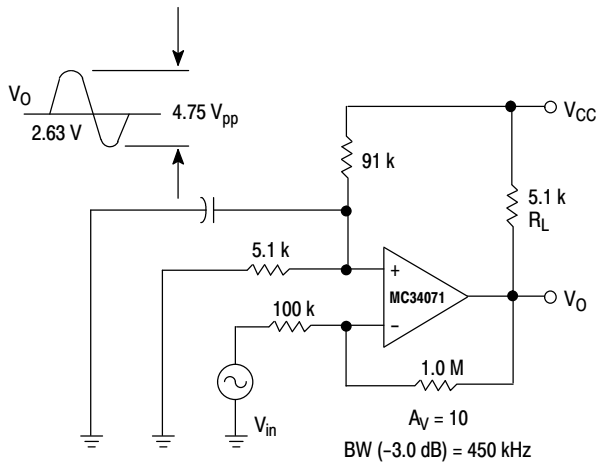 VO
4.75 Vpp
2.63 V
VCC
91 k
5.1 k
RL
5.1 k
+
MC34071
VO
100 k
–
1.0 M
Vin
AV = 10
BW (–3.0 dB) = 450 kHz